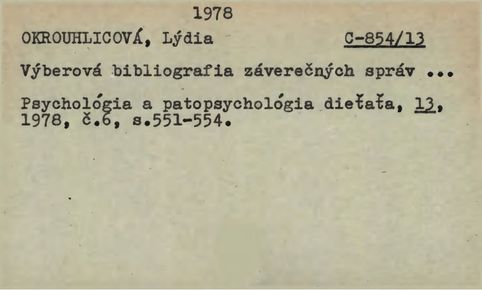 1978
OKROUHLICOVÁ, Lýdia C-854/13
Výberová bibliografia záverečných správ ...
Psychológia a patopsychológia dieťaťa, 13,
1978, č.6, s.551-554.